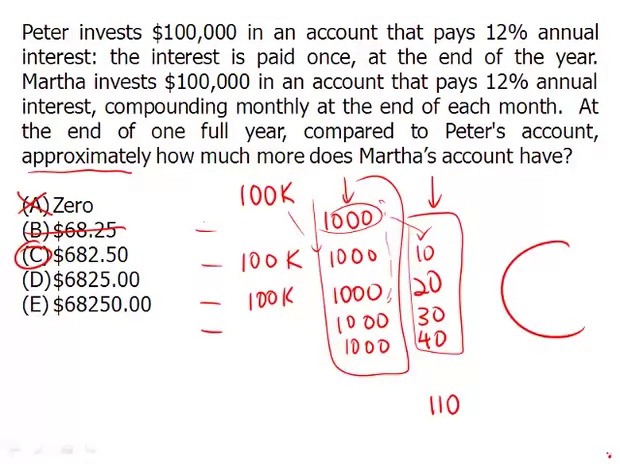 Peter invests $100,000 in an account that pays 12% annual
interest: the interest is paid once, at the end of the year.
Martha invests $100,000 in an account that pays 12% annual
interest, compounding monthly at the end of each month. At
the end of one full year, compared to Peter's account,
approximately how much more does Martha's account have?
(A) Zero
(B) $68.25
(C) $682.50
(D) $6825.00
(E) $68250.00
100K 1000
100K 1000 10
100K 1000 20
1000 30
1000 40
110